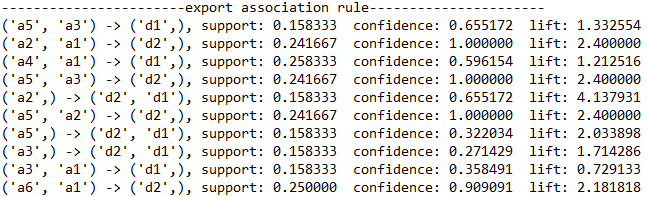 -----------------------export association rule----------------------
('a5', 'a3') -> ('d1',), support: 0.158333  confidence: 0.655172  lift: 1.332554
('a2', 'a1') -> ('d2',), support: 0.241667  confidence: 1.000000  lift: 2.400000
('a4', 'a1') -> ('d1',), support: 0.258333  confidence: 0.596154  lift: 1.212516
('a5', 'a3') -> ('d2',), support: 0.241667  confidence: 1.000000  lift: 2.400000
('a2',) -> ('d2', 'd1'), support: 0.158333  confidence: 0.655172  lift: 4.137931
('a5', 'a2') -> ('d2',), support: 0.241667  confidence: 1.000000  lift: 2.400000
('a5',) -> ('d2', 'd1'), support: 0.158333  confidence: 0.322034  lift: 2.033898
('a3',) -> ('d2', 'd1'), support: 0.158333  confidence: 0.271429  lift: 1.714286
('a3', 'a1') -> ('d1',), support: 0.158333  confidence: 0.358491  lift: 0.729133
('a6', 'a1') -> ('d2',), support: 0.250000  confidence: 0.909091  lift: 2.181818